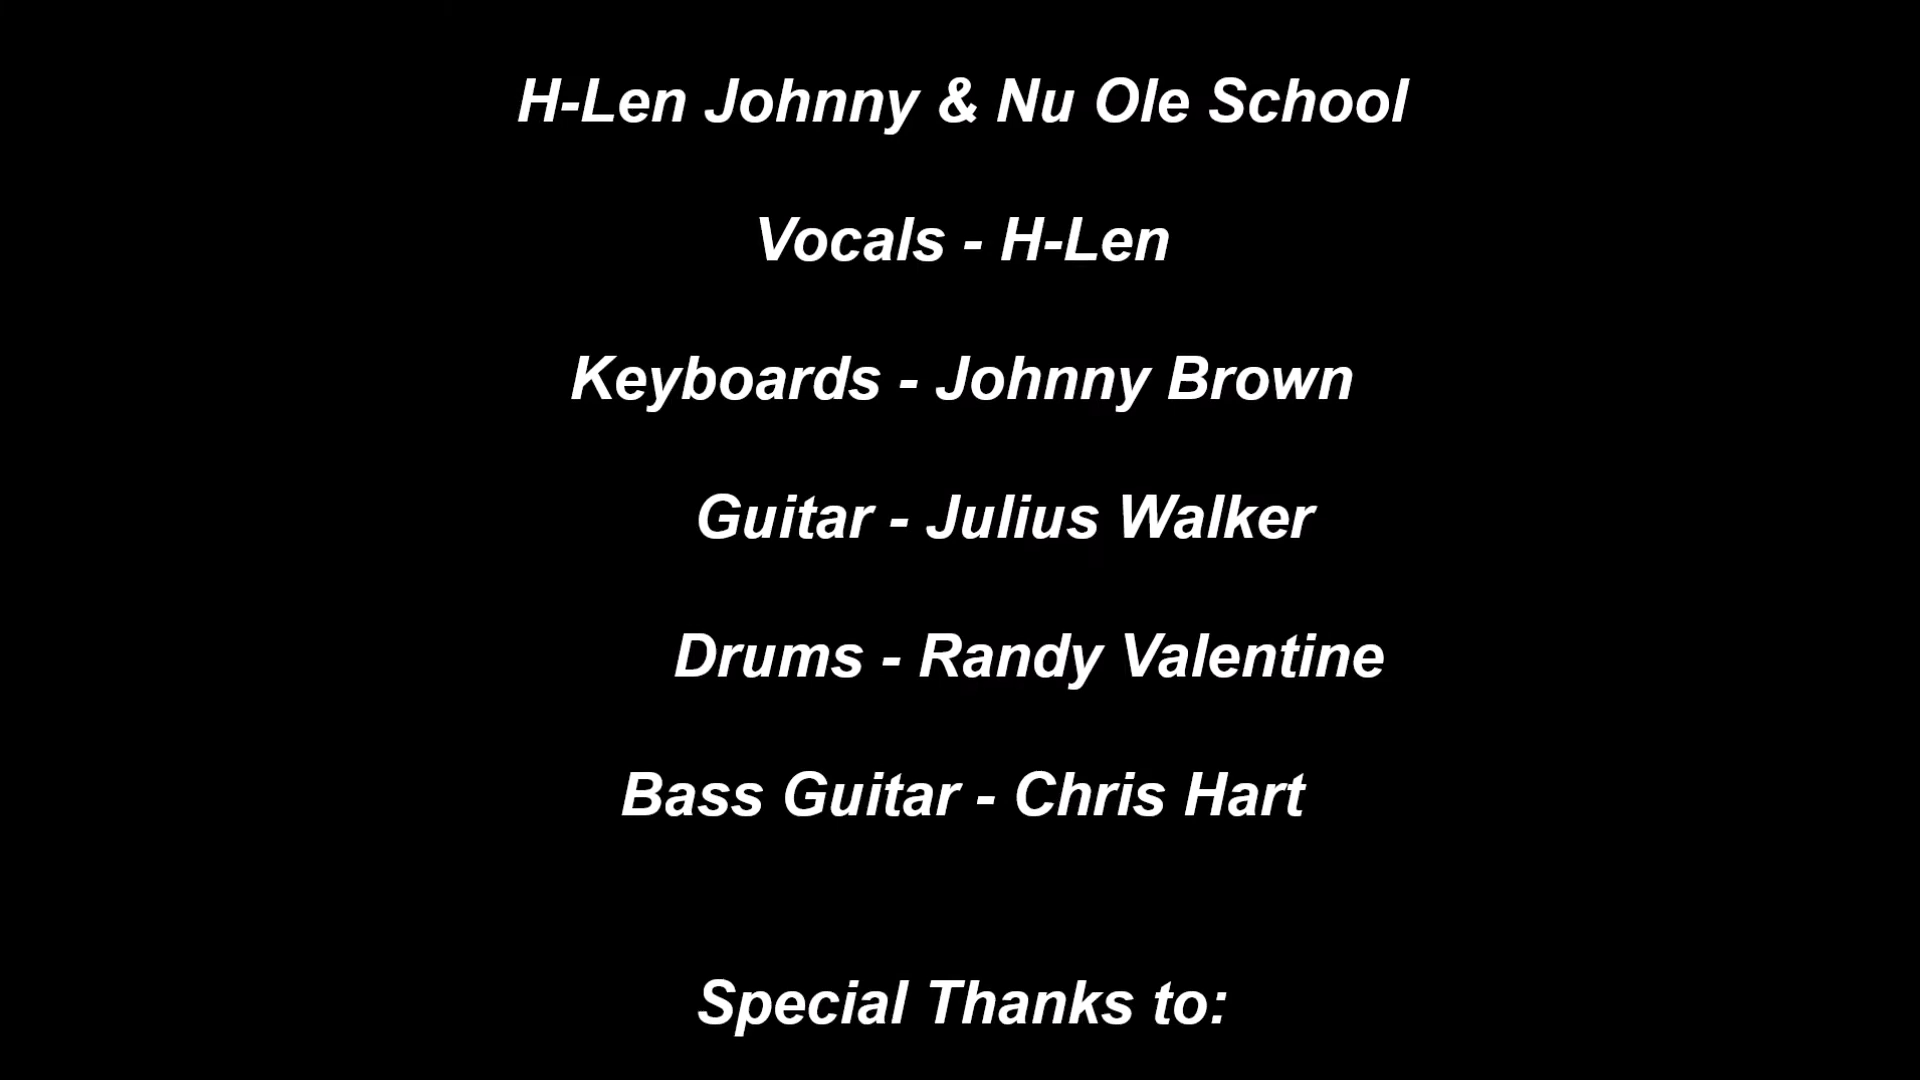 H-Len Johnny & Nu Ole School
Vocals - H-Len
Keyboards - Johnny Brown
Guitar - Julius Walker
Drums - Randy Valentine
Bass Guitar - Chris Hart
Special Thanks to: